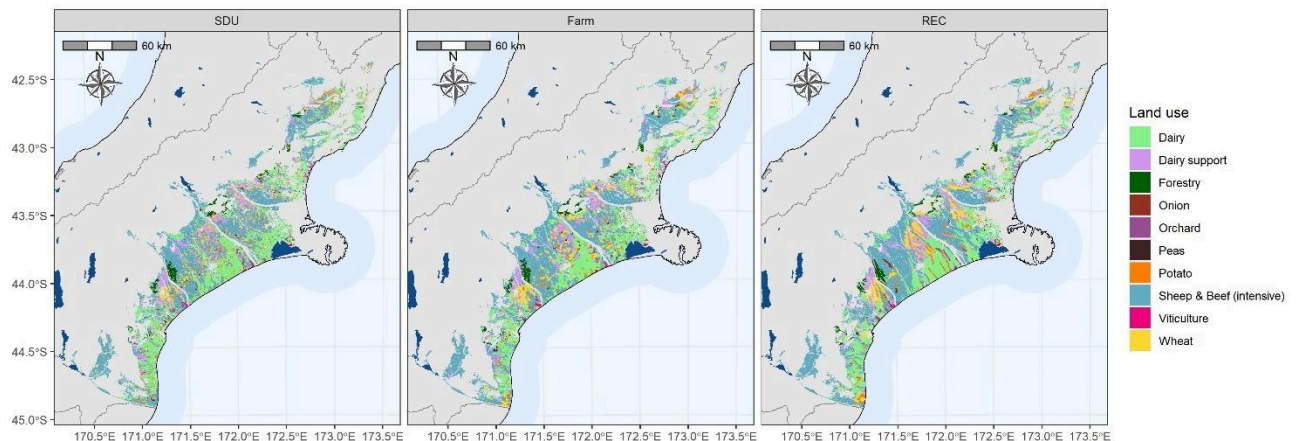 SDU
Farm
REC
60 km
60 km
60 km
N
N
N
42.5°S
43.0°S
43.5°S
44.0°S
44.5°S
45.0°S
170.5°E 171.0°E 171.5°E 172.0°E 172.5°E 173.0°E 173.5°E
170.5°E 171.0°E 171.5°E 172.0°E 172.5°E 173.0°E 173.5°E
170.5°E 171.0°E 171.5°E 172.0°E 172.5°E 173.0°E 173.5°E
Land use
Dairy
Dairy support
Forestry
Onion
Orchard
Peas
Potato
Sheep & Beef (intensive)
Viticulture
Wheat